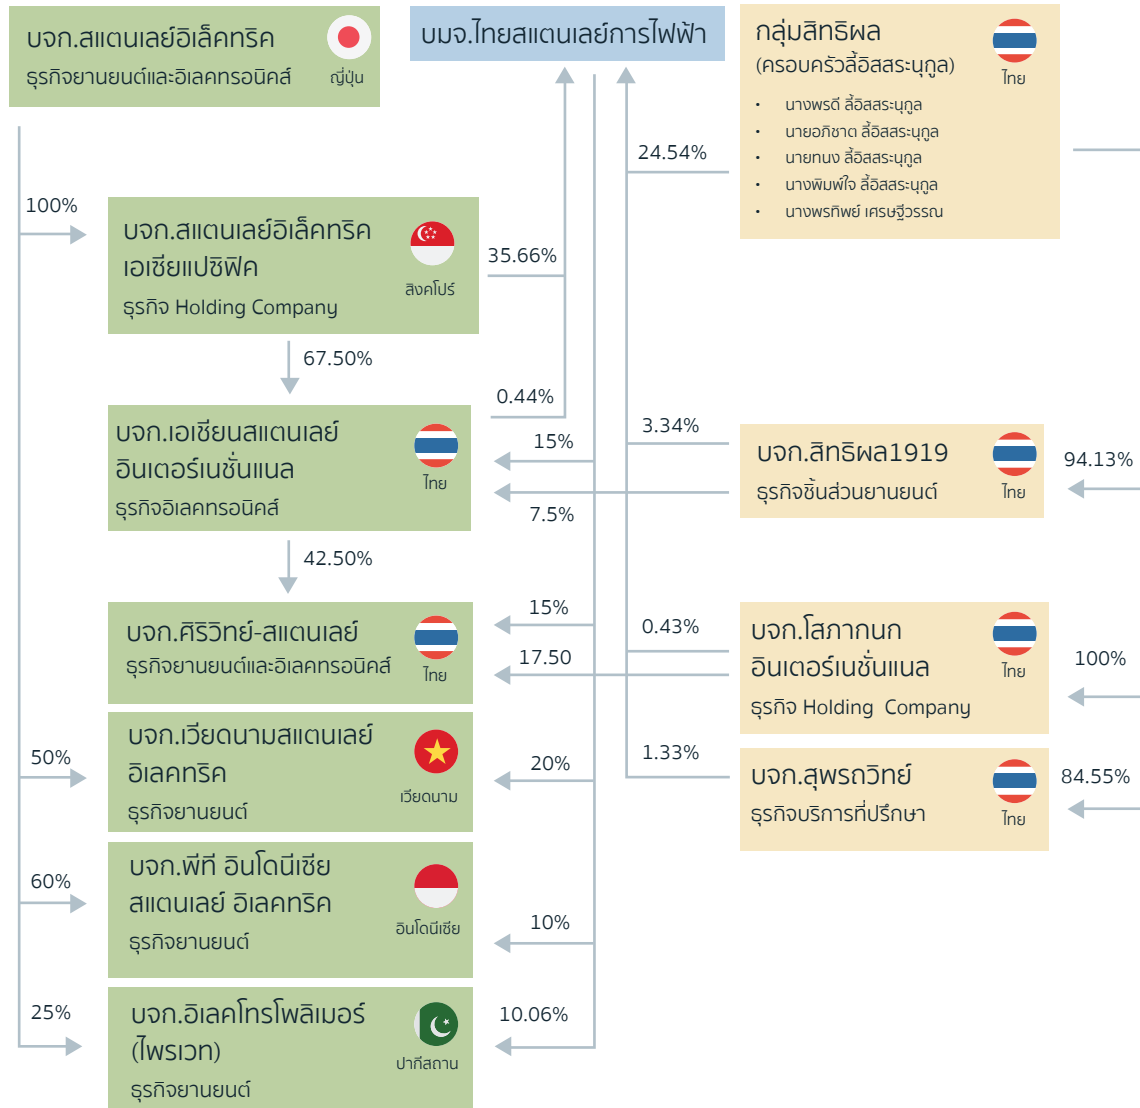 บจก.สแตนเลย์อิเล็คทริค
ธุรกิจยานยนต์และอิเลคทรอนิคส์
ญี่ปุ่น
บมจ.ไทยสแตนเลย์การไฟฟ้า
กลุ่มสิทธิผล
(ครอบครัวลี้อิสสระนุกูล)
ไทย
• นางพรดี ลี้อิสสระนุกูล
• นายอภิชาต ลี้อิสสระนุกูล
• นายทนง ลี้อิสสระนุกูล
• นางพิมพ์ใจ ลี้อิสสระนุกูล
• นางพรทิพย์ เศรษฐีวรรณ
24.54%
100%
บจก.สแตนเลย์อิเล็คทริค
เอเซียแปซิฟิค
ธุรกิจ Holding Company
สิงคโปร์
35.66%
67.50%
0.44%
บจก.เอเชียนสแตนเลย์
อินเตอร์เนชั่นแนล
ธุรกิจอิเลคทรอนิคส์
ไทย
15%
7.5%
3.34%
บจก.สิทธิผล1919
ธุรกิจชิ้นส่วนยานยนต์
ไทย
94.13%
42.50%
บจก.ศิริวิทย์-สแตนเลย์
ธุรกิจยานยนต์และอิเลคทรอนิคส์
ไทย
15%
17.50
0.43%
บจก.โสภากนก
อินเตอร์เนชั่นแนล
ธุรกิจ Holding Company
ไทย
100%
50%
บจก.เวียดนามสแตนเลย์
อิเลคทริค
ธุรกิจยานยนต์
เวียดนาม
20%
1.33%
บจก.สุพรถวิทย์
ธุรกิจบริการที่ปรึกษา
ไทย
84.55%
60%
บจก.พีที อินโดนีเซีย
สแตนเลย์ อิเลคทริค
ธุรกิจยานยนต์
อินโดนีเซีย
10%
25%
บจก.อิเลคโทรโพลิเมอร์
(ไพรเวท)
ธุรกิจยานยนต์
ปากีสถาน
10.06%